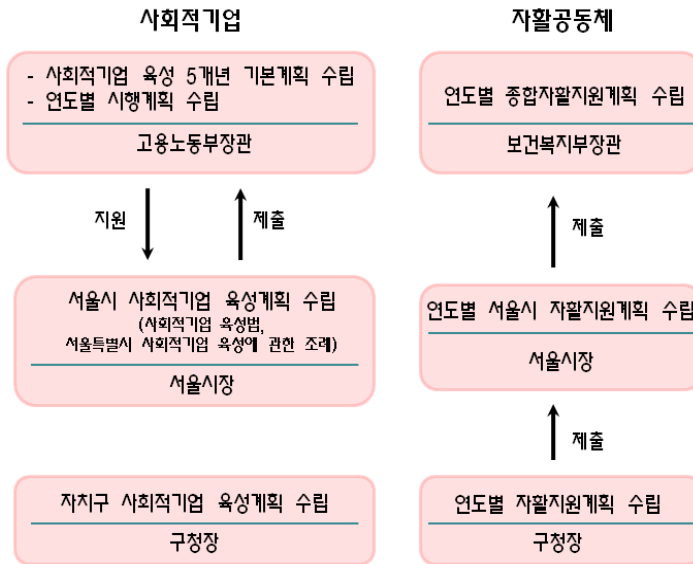 사회적기업
- 사회적기업 육성 5개년 기본계획 수립
- 연도별 시행계획 수립
고용노동부장관
지원
제출
서울시 사회적기업 육성계획 수립
(사회적기업 육성법,
서울특별시 사회적기업 육성에 관한 조례)
서울시장
자치구 사회적기업 육성계획 수립
구청장
자활공동체
연도별 종합자활지원계획 수립
보건복지부장관
제출
연도별 서울시 자활지원계획 수립
서울시장
제출
연도별 자활지원계획 수립
구청장